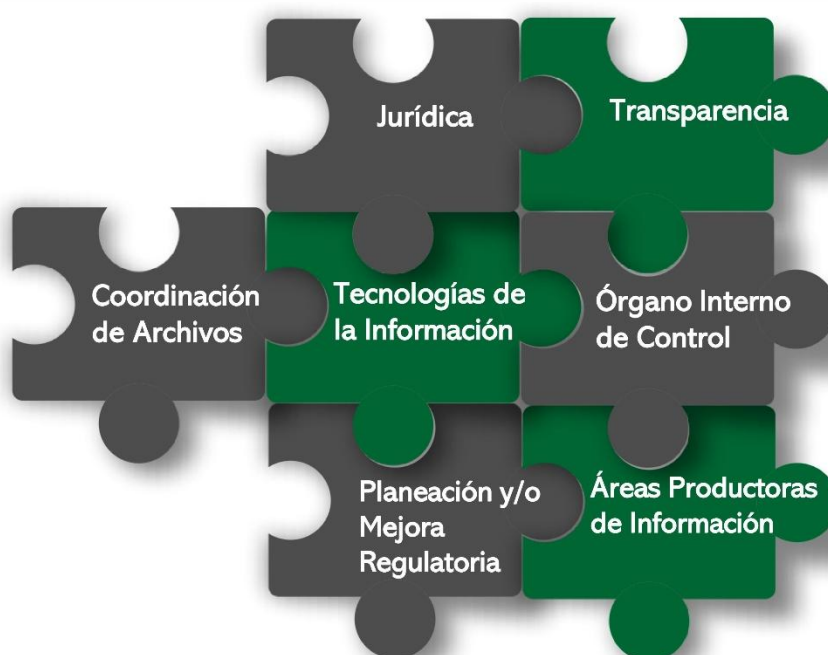 Jurídica
Transparencia
Coordinación
de Archivos
Tecnologías de
la Información
Órgano Interno
de Control
Planeación y/o
Mejora
Regulatoria
Áreas Productoras
de Información